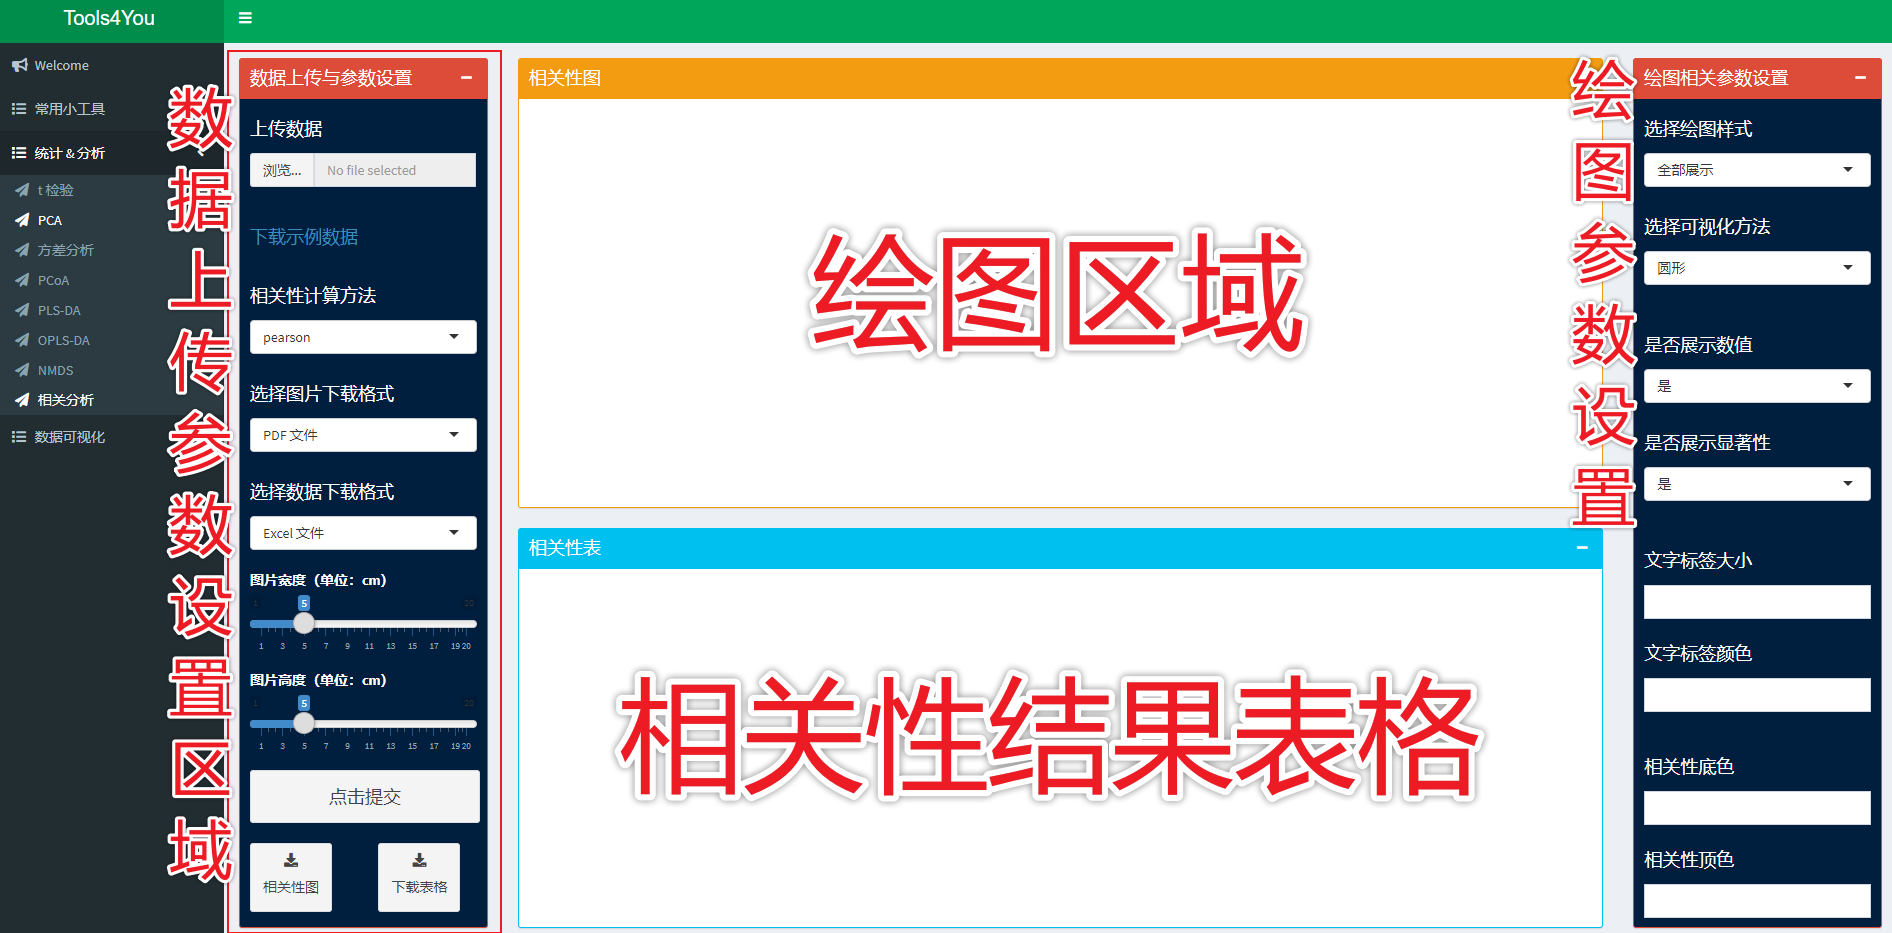 Tools4You
Welcome
常用小工具
统计&分析
t 检验
PCA
方差分析
PCoA
PLS-DA
OPLS-DA
NMDS
相关分析
数据可视化
数据上传参数设置区域
数据上传与参数设置
上传数据
浏览... No file selected
下载示例数据
相关性计算方法
pearson
选择图片下载格式
PDF 文件
选择数据下载格式
Excel 文件
图片宽度（单位：cm）
1 5 20
1 3 5 7 9 11 13 15 17 19 20
图片高度（单位：cm）
1 5 20
1 3 5 7 9 11 13 15 17 19 20
点击提交
相关性图
下载表格
相关性图
绘图区域
相关性表
相关性结果表格
绘图参数设置
绘图相关参数设置
选择绘图样式
全部展示
选择可视化方法
圆形
是否展示数值
是
是否展示显著性
是
文字标签大小
文字标签颜色
相关性底色
相关性顶色